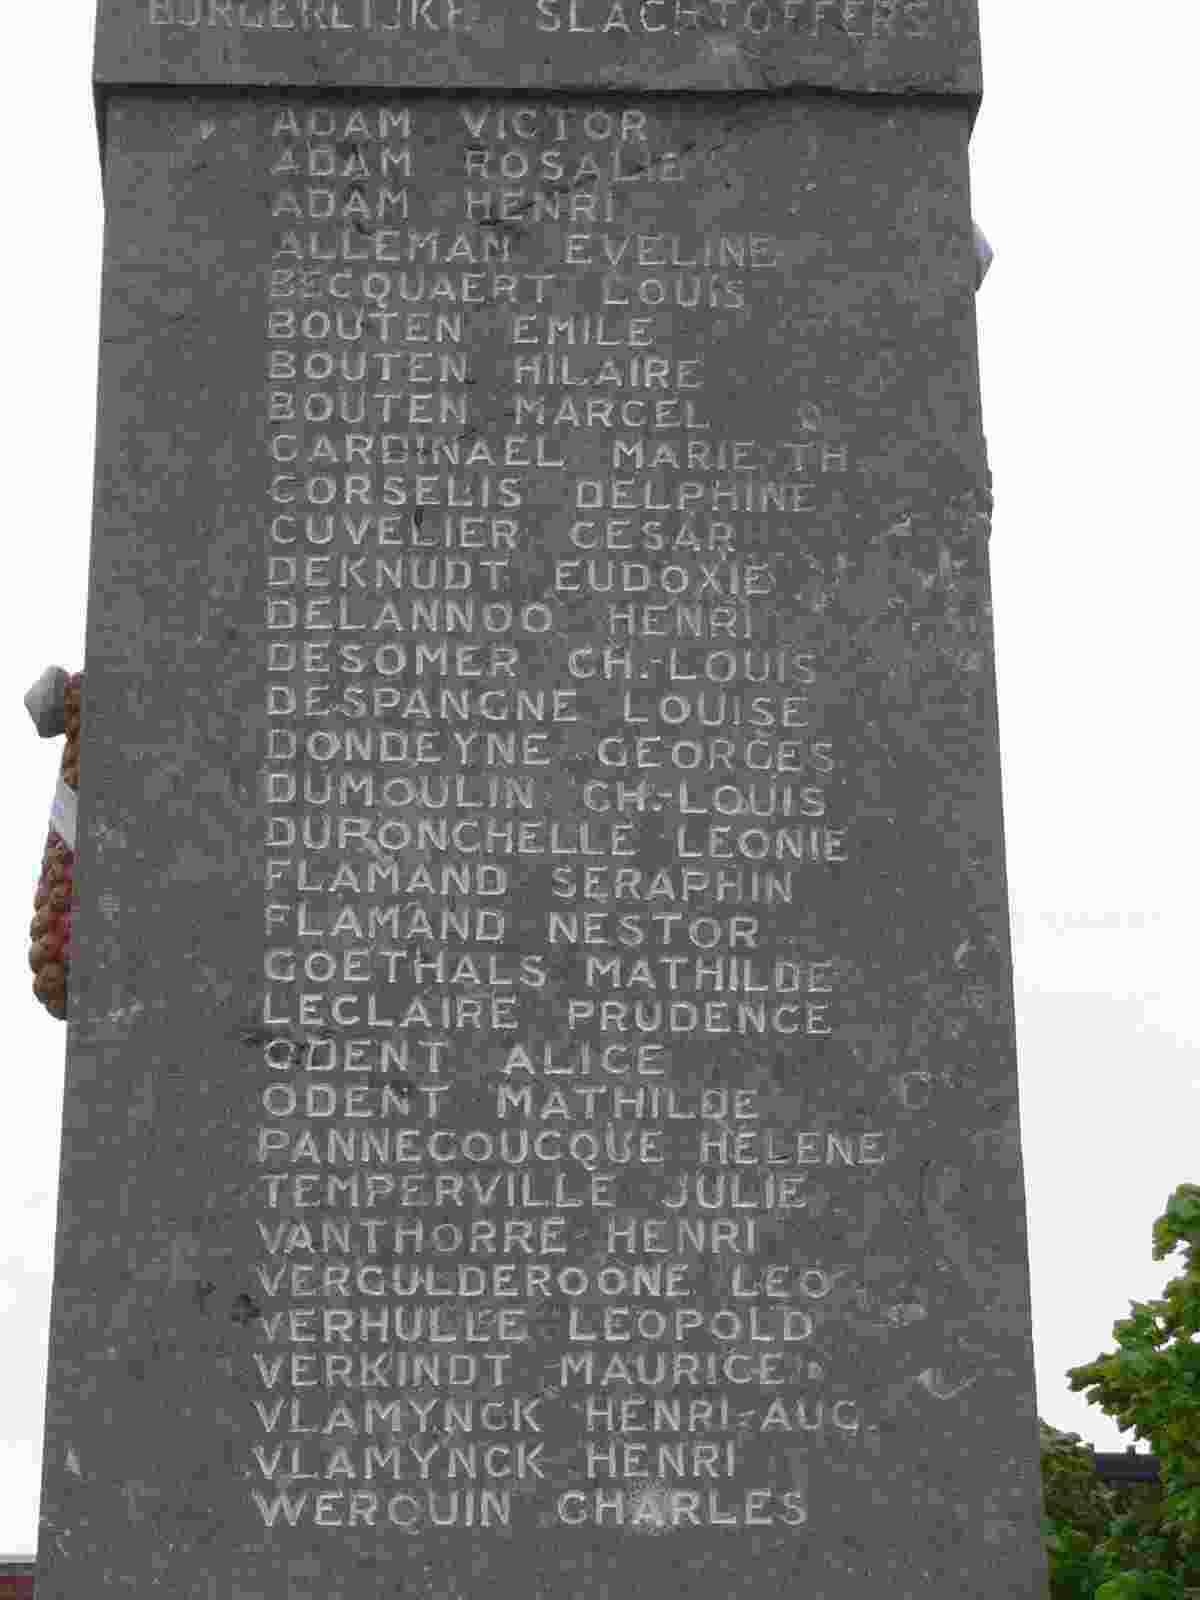 BURGERLIJKE SLACHTOFFERS
ADAM VICTOR
ADAM ROSALIE
ADAM HENRI
ALLEMAN EVELINE
BECQUAERT LOUIS
BOUTEN EMILE
BOUTEN HILAIRE
BOUTEN MARCEL
CARDINAEL MARIE TH.
CORSELIS DELPHINE
CUVELIER CESAR
DEKNUDT EUDOXIE
DELANNOO HENRI
DESOMER CH.-LOUIS
DESPANGNE LOUISE
DONDEYNE GEORGES
DUMOULIN CH.-LOUIS
DURONCHELLE LEONIE
FLAMAND SERAPHIN
FLAMAND NESTOR
GOETHALS MATHILDE
LECLAIRE PRUDENCE
ODENT ALICE
ODENT MATHILDE
PANNECOUCQUE HELENE
TEMPERVILLE JULIE
VANTHORRE HENRI
VERGULDEROONE LEO
VERHULLE LEOPOLD
VERKINDT MAURICE
VLAMYNCK HENRI-AUG.
VLAMYNCK HENRI
WERQUIN CHARLES